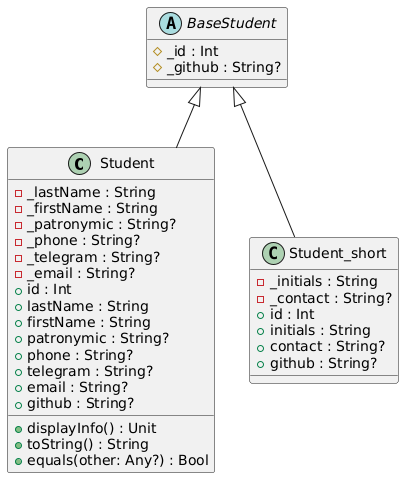 A BaseStudent
_id : Int
_github : String?
C Student
_lastName : String
_firstName : String
_patronymic : String?
_phone : String?
_telegram : String?
_email : String?
id : Int
lastName : String
firstName : String
patronymic : String?
phone : String?
telegram : String?
email : String?
github : String?
displayInfo() : Unit
toString() : String
equals(other: Any?) : Bool
C Student_short
_initials : String
_contact : String?
id : Int
initials : String
contact : String?
github : String?